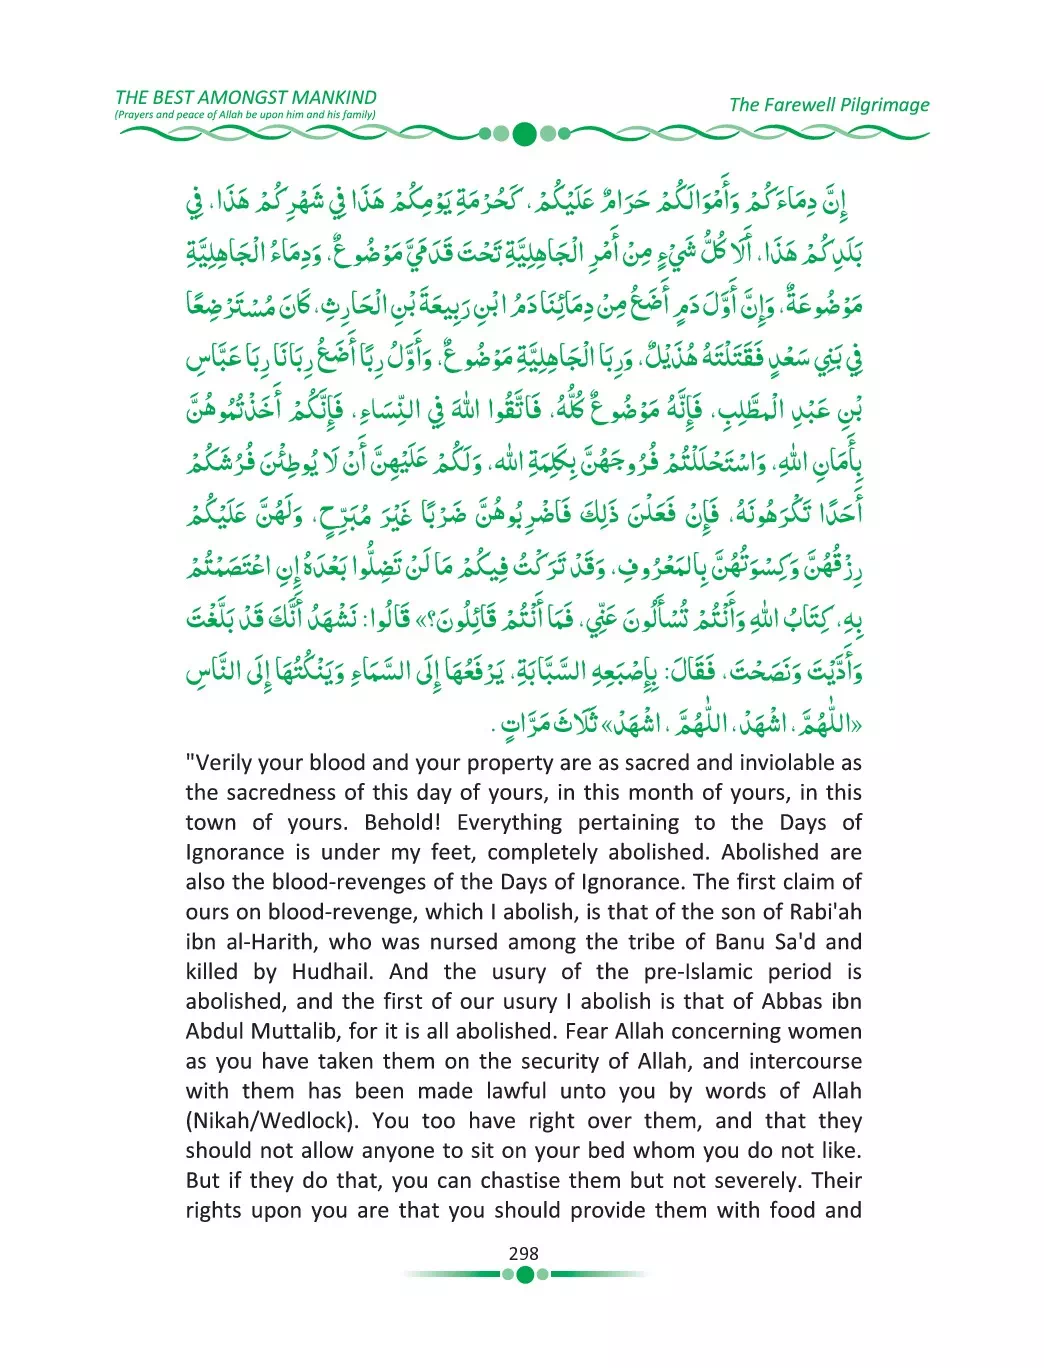 THE BEST AMONGST MANKIND
(Prayers and peace of Allah be upon him and his family)
The Farewell Pilgrimage
إِنَّ دِمَاءَكُمْ وَأَمْوَالَكُمْ حَرَامٌ عَلَيْكُمْ، كَحُرْمَةِ يَوْمِكُمْ هَذَا فِي شَهْرِكُمْ هَذَا، فِي
بَلَدِكُمْ هَذَا، أَلَا كُلُّ شَيْءٍ مِنْ أَمْرِ الْجَاهِلِيَّةِ تَحْتَ قَدَمَيَّ مَوْضُوعٌ، وَدِمَاءُ الْجَاهِلِيَّةِ
مَوْضُوعَةٌ، وَإِنَّ أَوَّلَ دَمٍ أَضَعُ مِنْ دِمَائِنَا دَمُ ابْنِ رَبِيعَةَ بْنِ الْحَارِثِ، كَانَ مُسْتَرْضِعًا
فِي بَنِي سَعْدٍ فَقَتَلَتْهُ هُذَيْلٌ، وَرِبَا الْجَاهِلِيَّةِ مَوْضُوعٌ، وَأَوَّلُ رِبًا أَضَعُ رِبَانَا رِبَا عَبَّاسِ
بْنِ عَبْدِ الْمطَّلِبِ، فَإِنَّهُ مَوْضُوعٌ كُلُّهُ، فَاتَّقُوا اللهَ فِي النِّسَاءِ، فَإِنَّكُمْ أَخَذْتُمُوهُنَّ
بِأَمَانِ اللهِ، وَاسْتَحْلَلْتُمْ فُرُوجَهُنَّ بِكَلِمَةِ الله، وَلَكُمْ عَلَيْهِنَّ أَنْ لَا يُوطِئْنَ فُرُشَكُمْ
أَحَدًا تَكْرَهُونَهُ، فَإِنْ فَعَلْنَ ذَلِكَ فَاضْرِبُوهُنَّ ضَرْبًا غَيْرَ مُبَرِّحٍ، وَلَهُنَّ عَلَيْكُمْ
رِزْقُهُنَّ وَكِسْوَتُهُنَّ بِالمَعْرُوفِ، وَقَدْ تَرَكْتُ فِيكُمْ مَا لَنْ تَضِلُّوا بَعْدَهُ إِنِ اعْتَصَمْتُمْ
بِهِ، كِتَابُ اللهِ وَأَنْتُمْ تُسْأَلُونَ عَنِّي، فَمَا أَنْتُمْ قَائِلُونَ؟» قَالُوا: نَشْهَدُ أَنَّكَ قَدْ بَلَّغْتَ
وَأَدَّيْتَ وَنَصَحْتَ، فَقَالَ: بِإِصْبَعِهِ السَّبَّابَةِ، يَرْفَعُهَا إِلَى السَّمَاءِ وَيَنْكُتُهَا إِلَى النَّاسِ
«اللَّهُمَّ، اشْهَدْ، اللَّهُمَّ، اشْهَدْ» ثَلَاثَ مَرَّاتٍ.
"Verily your blood and your property are as sacred and inviolable as
the sacredness of this day of yours, in this month of yours, in this
town of yours. Behold! Everything pertaining to the Days of
Ignorance is under my feet, completely abolished. Abolished are
also the blood-revenges of the Days of Ignorance. The first claim of
ours on blood-revenge, which I abolish, is that of the son of Rabi'ah
ibn al-Harith, who was nursed among the tribe of Banu Sa'd and
killed by Hudhail. And the usury of the pre-Islamic period is
abolished, and the first of our usury I abolish is that of Abbas ibn
Abdul Muttalib, for it is all abolished. Fear Allah concerning women
as you have taken them on the security of Allah, and intercourse
with them has been made lawful unto you by words of Allah
(Nikah/Wedlock). You too have right over them, and that they
should not allow anyone to sit on your bed whom you do not like.
But if they do that, you can chastise them but not severely. Their
rights upon you are that you should provide them with food and
298